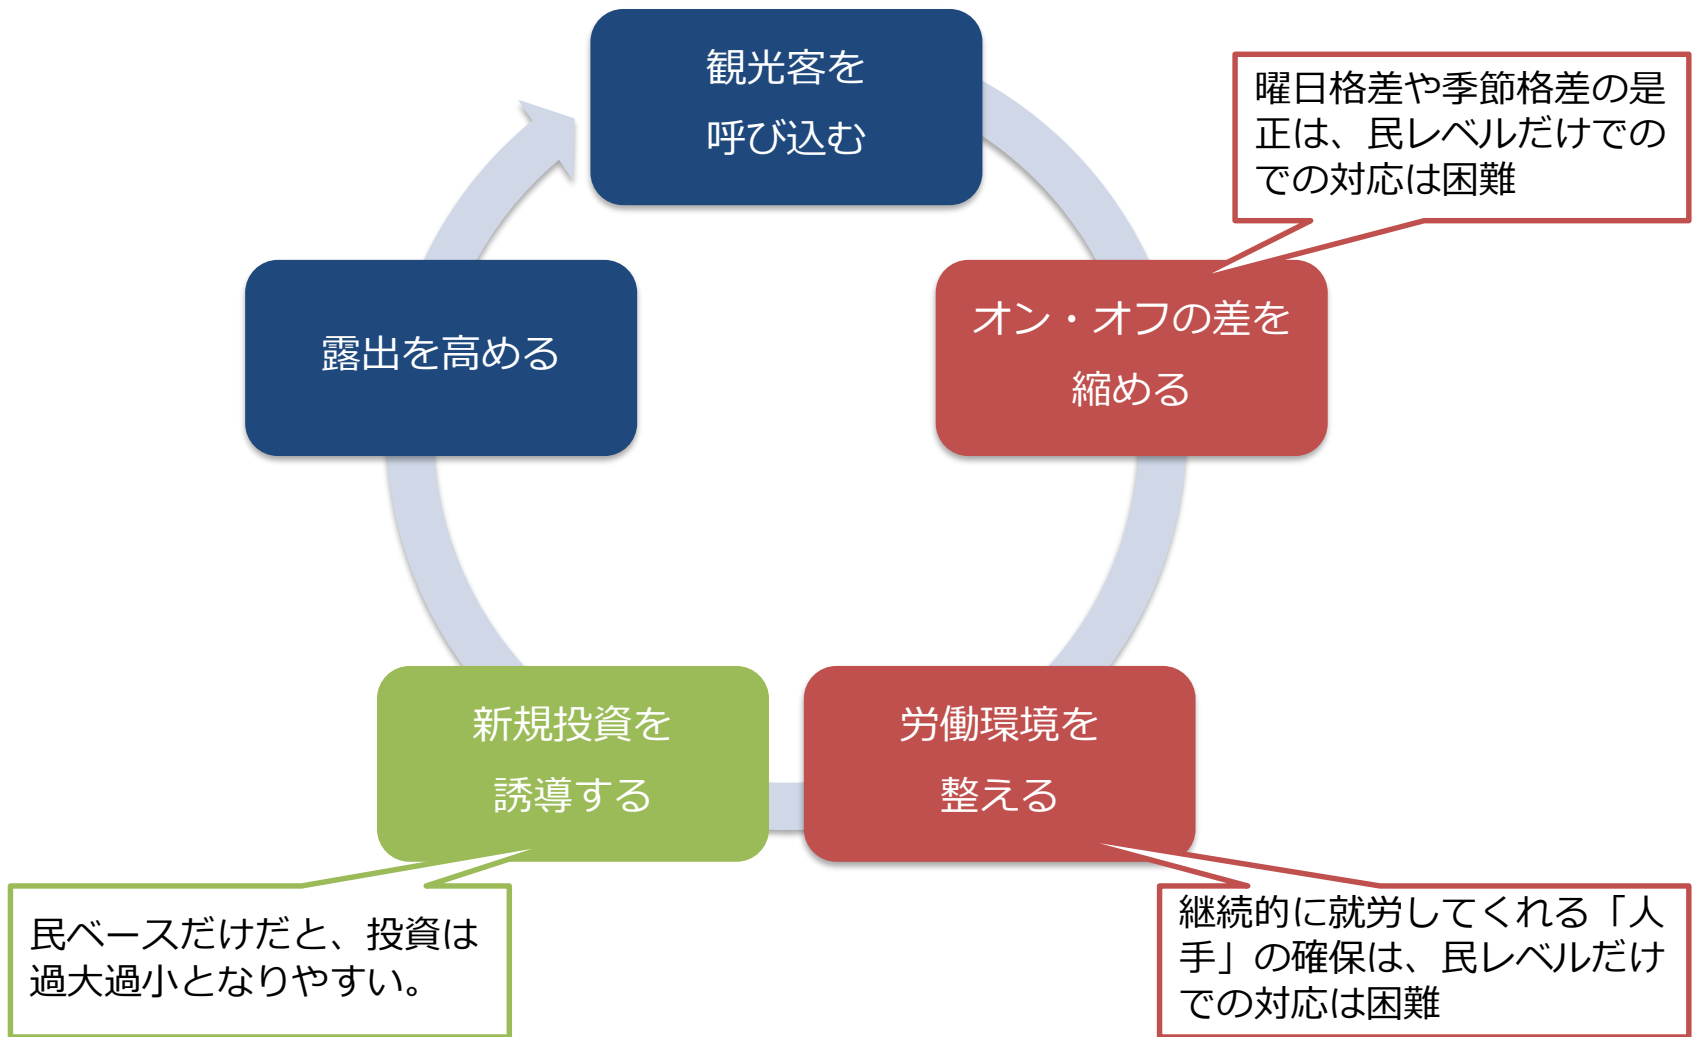 観光客を
呼び込む
曜日格差や季節格差の是
正は、民レベルだけでの
での対応は困難
オン・オフの差を
縮める
露出を高める
労働環境を
整える
継続的に就労してくれる「人
手」の確保は、民レベルだけ
での対応は困難
新規投資を
誘導する
民ベースだけだと、投資は
過大過小となりやすい。